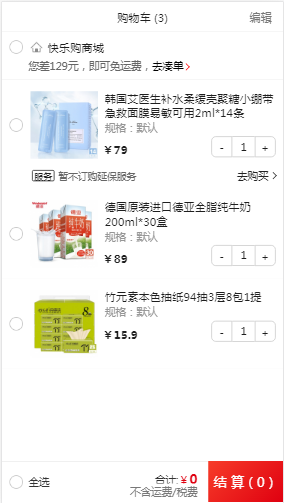 购物车 (3)
编辑
快乐购商城
您差129元，即可免运费，去凑单>
韩国艾医生补水柔缓壳聚糖小绷带
急救面膜易敏可用2ml*14条
规格：默认
¥ 79
- 1 +
服务 暂不订购延保服务
去购买 >
德国原装进口德亚全脂纯牛奶
200ml*30盒
规格：默认
¥ 89
- 1 +
竹元素本色抽纸94抽3层8包1提
规格：默认
¥ 15.9
- 1 +
全选
合计: ¥ 0
不含运费/税费
结 算 ( 0 )